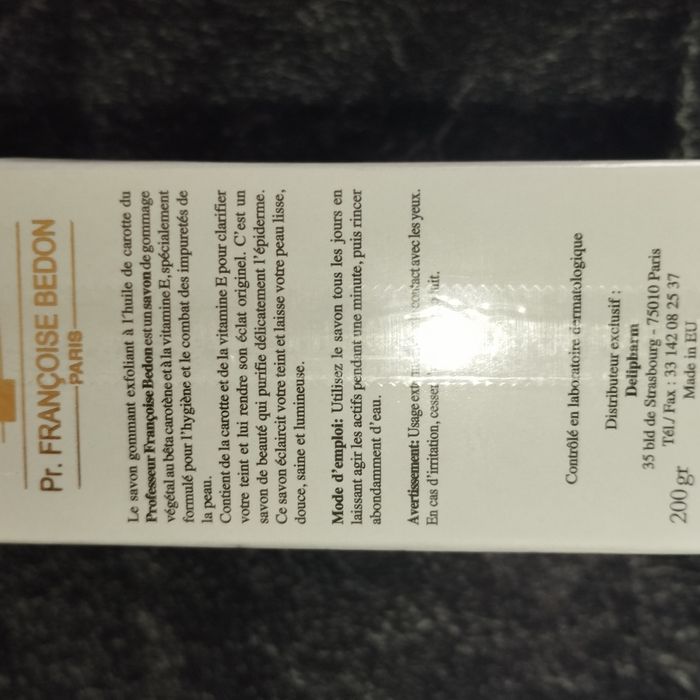 Pr. FRANÇOISE BEDON
PARIS
Le savon gommant exfoliant à l'huile de carotte du
Professeur Françoise Bedon est un savon de gommage
végétal au bêta carotène et à la vitamine E, spécialement
formulé pour l'hygiène et le combat des impuretés de
la peau.
Contient de la carotte et de la vitamine E pour clarifier
votre teint et lui rendre son éclat originel. C'est un
savon de beauté qui purifie délicatement l'épiderme.
Ce savon éclaircit votre teint et laisse votre peau lisse,
douce, saine et lumineuse.
Mode d'emploi: Utilisez le savon tous les jours en
laissant agir les actifs pendant une minute, puis rincer
abondamment d'eau.
Avertissement: Usage contact avec les yeux.
En cas d'irritation, cesser
Contrôlé en laboratoire dermatologique
Distributeur exclusif :
Delipharm
35 bld de Strasbourg - 75010 Paris
Tél./ Fax : 33 142 08 25 37
200 gr Made in EU